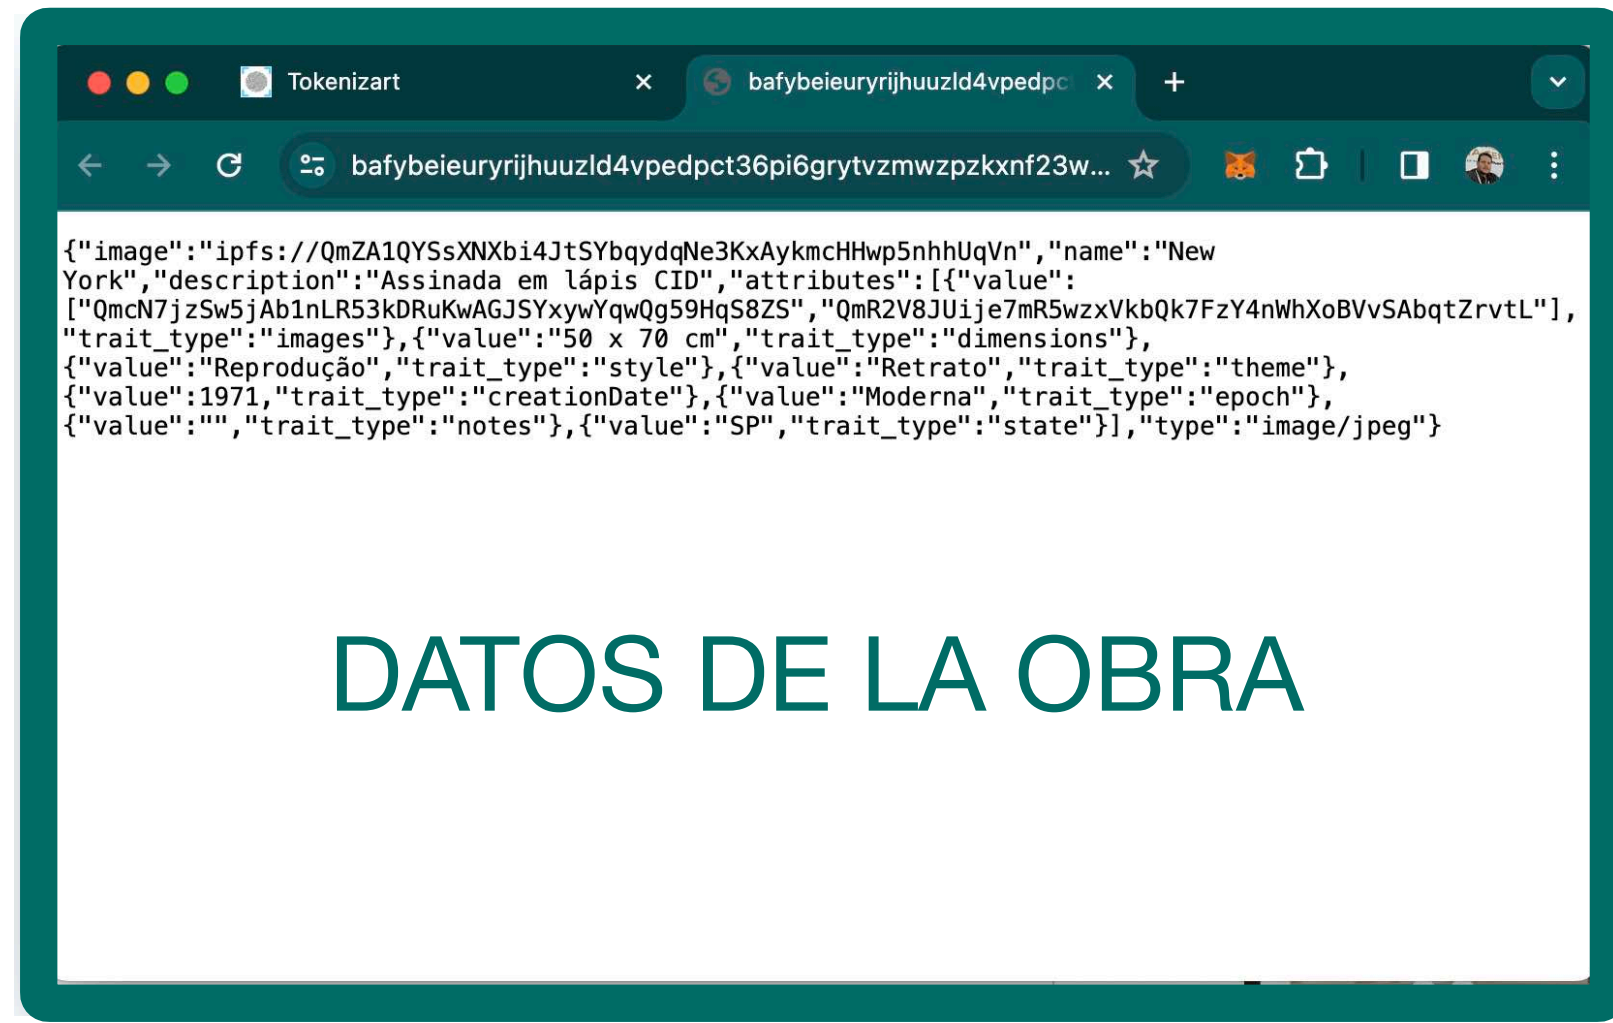 Tokenizart
bafybeieuryrijhuuzld4vpedpc
bafybeieuryrijhuuzld4vpedpct36pi6grytvzmwzpzkxnf23w...
{"image":"ipfs://QmZA1QYSsXNXbi4JtSYbqydqNe3KxAykmcHHwp5nhhUqVn","name":"New
York","description":"Assinada em lápis CID","attributes":[{"value":
["QmcN7jzSw5jAb1nLR53kDRuKwAGJSYxywYqwQg59HqS8ZS","QmR2V8JUije7mR5wzxVkbQk7FzY4nWhXoBVvSAbqtZrvtL"],
"trait_type":"images"},{"value":"50 x 70 cm","trait_type":"dimensions"},
{"value":"Reprodução","trait_type":"style"},{"value":"Retrato","trait_type":"theme"},
{"value":1971,"trait_type":"creationDate"},{"value":"Moderna","trait_type":"epoch"},
{"value":"","trait_type":"notes"},{"value":"SP","trait_type":"state"}],"type":"image/jpeg"}
DATOS DE LA OBRA